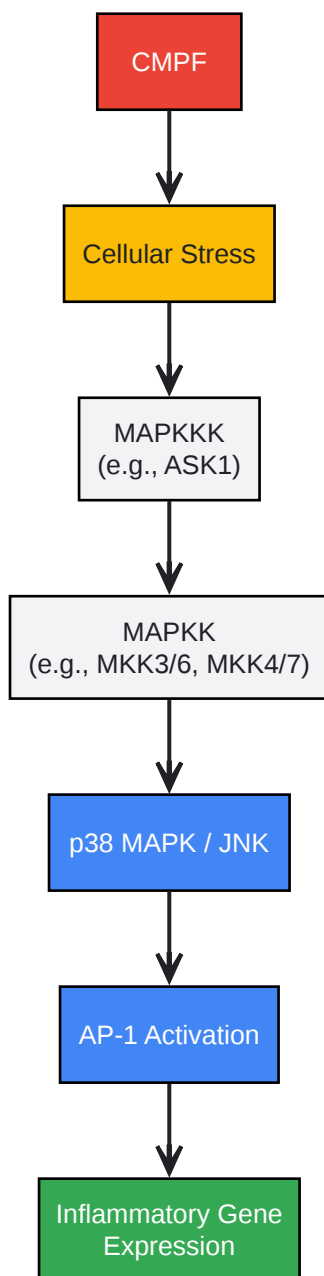 CMPF
Cellular Stress
MAPKKK
(e.g., ASK1)
MAPKK
(e.g., MKK3/6, MKK4/7)
p38 MAPK / JNK
AP-1 Activation
Inflammatory Gene
Expression